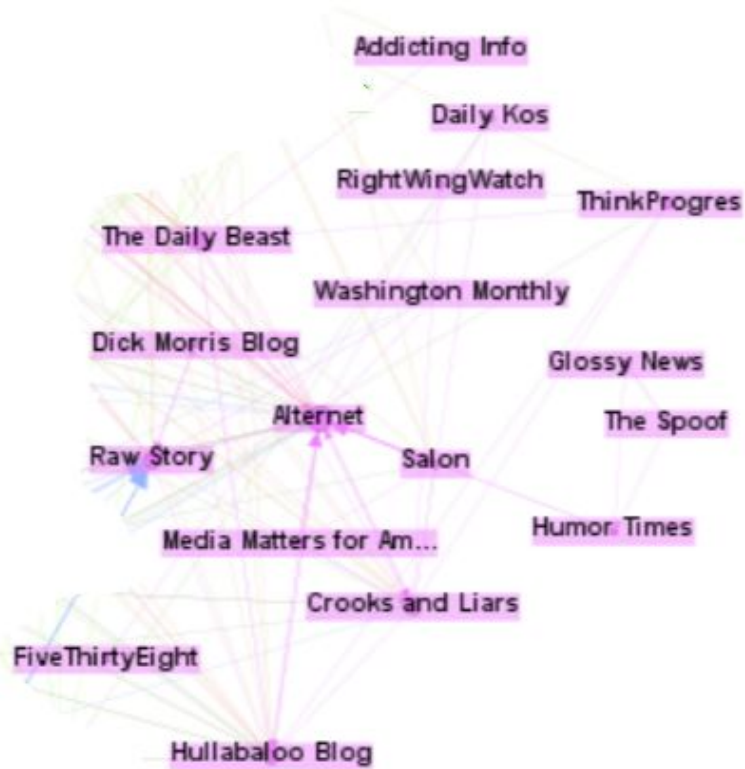 Addicting Info
Daily Kos
RightWingWatch
ThinkProgres
The Daily Beast
Washington Monthly
Dick Morris Blog
Glossy News
Alternet
The Spoof
Raw Story
Salon
Humor Times
Media Matters for Am...
Crooks and Liars
FiveThirtyEight
Hullabaloo Blog